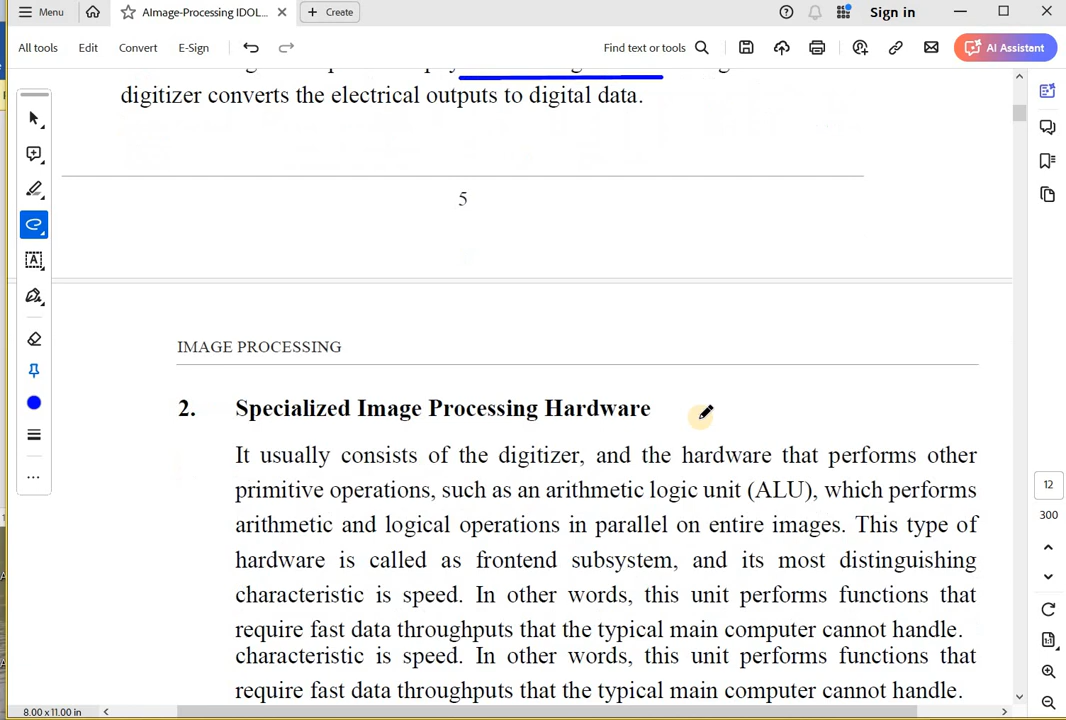 Menu
AImage-Processing IDOL...
Create
Sign in
All tools
Edit
Convert
E-Sign
Find text or tools
AI Assistant
digitizer converts the electrical outputs to digital data.
5
IMAGE PROCESSING
2. Specialized Image Processing Hardware
It usually consists of the digitizer, and the hardware that performs other
primitive operations, such as an arithmetic logic unit (ALU), which performs
arithmetic and logical operations in parallel on entire images. This type of
hardware is called as frontend subsystem, and its most distinguishing
characteristic is speed. In other words, this unit performs functions that
require fast data throughputs that the typical main computer cannot handle.
characteristic is speed. In other words, this unit performs functions that
require fast data throughputs that the typical main computer cannot handle.
12
300
8.00 x 11.00 in